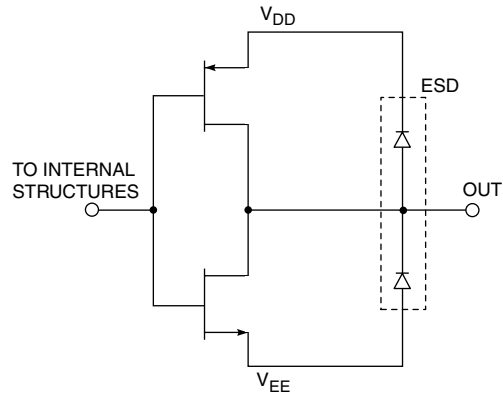 V_DD
ESD
TO INTERNAL
STRUCTURES
OUT
V_EE